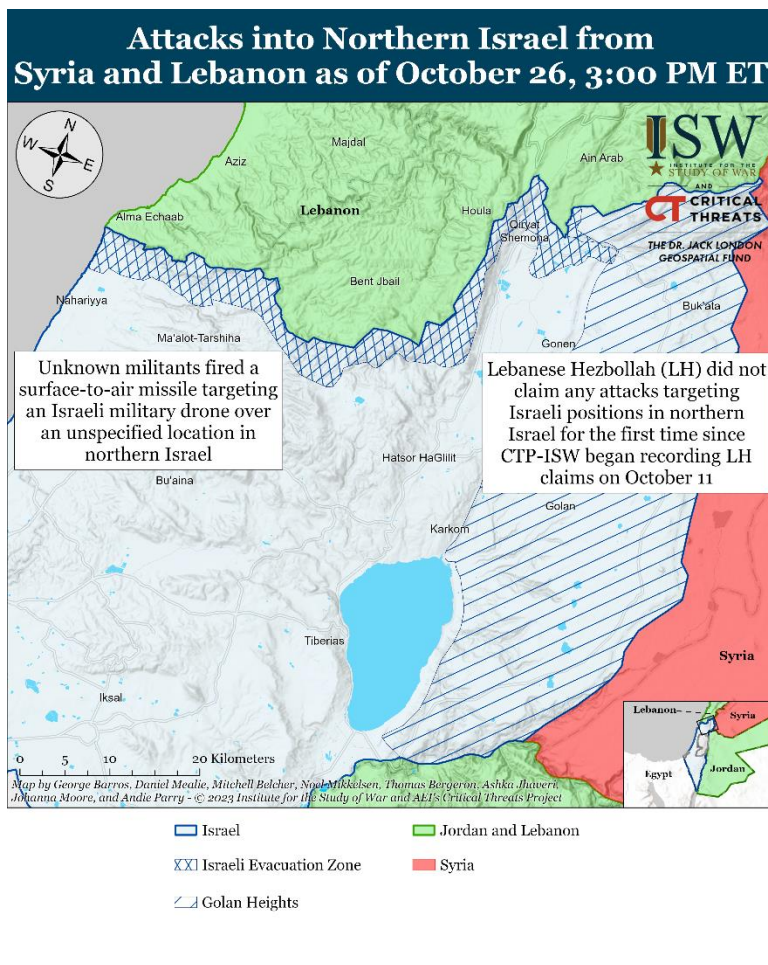 Attacks into Northern Israel from
Syria and Lebanon as of October 26, 3:00 PM ET
N
W
E
S
ISW
INSTITUTE FOR THE
STUDY OF WAR
AND
CT CRITICAL
THREATS
THE DR. JACK LONDON
GEOSPATIAL FUND
Majdal
Aziz
Ain Arab
Alma Echaab
Lebanon
Houla
Qiryat
Shemona
Bent Jbail
Nahariyya
Buk'ata
Ma'alot-Tarshiha
Gonen
Unknown militants fired a
surface-to-air missile targeting
an Israeli military drone over
an unspecified location in
northern Israel
Lebanese Hezbollah (LH) did not
claim any attacks targeting
Israeli positions in northern
Israel for the first time since
CTP-ISW began recording LH
claims on October 11
Hatsor HaGlilit
Bu'aina
Golan
Karkom
Tiberias
Syria
Iksal
Lebanon
Syria
Egypt
Jordan
0 5 10 20 Kilometers
Map by George Barros, Daniel Mealie, Mitchell Belcher, Noel Mikkelsen, Thomas Bergeron, Ashka Jhaveri,
Johanna Moore, and Andie Parry - © 2023 Institute for the Study of War and AEI's Critical Threats Project
Israel
Jordan and Lebanon
Israeli Evacuation Zone
Syria
Golan Heights